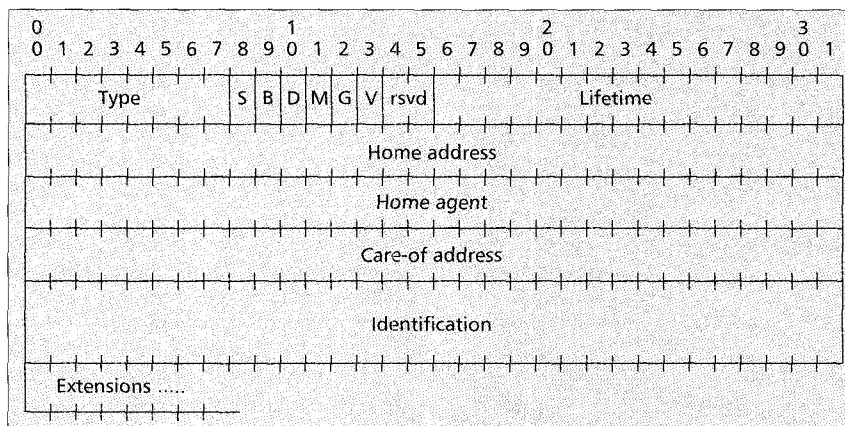 0 1 2 3
0 1 2 3 4 5 6 7 8 9 0 1 2 3 4 5 6 7 8 9 0 1 2 3 4 5 6 7 8 9 0 1
Type S B D M G V rsvd Lifetime
Home address
Home agent
Care-of address
Identification
Extensions .....